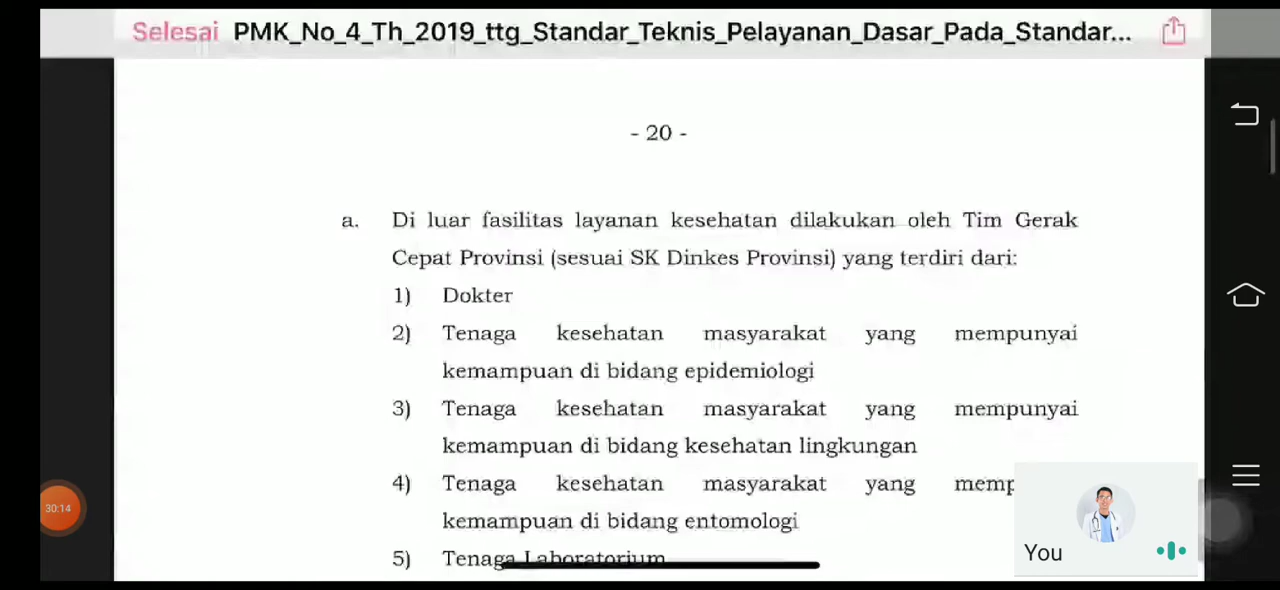 Selesai PMK_No_4_Th_2019_ttg_Standar_Teknis_Pelayanan_Dasar_Pada_Standar...
- 20 -
a. Di luar fasilitas layanan kesehatan dilakukan oleh Tim Gerak
Cepat Provinsi (sesuai SK Dinkes Provinsi) yang terdiri dari:
1) Dokter
2) Tenaga kesehatan masyarakat yang mempunyai
kemampuan di bidang epidemiologi
3) Tenaga kesehatan masyarakat yang mempunyai
kemampuan di bidang kesehatan lingkungan
4) Tenaga kesehatan masyarakat yang memp
kemampuan di bidang entomologi
5) Tenaga Laboratorium
30:14
You